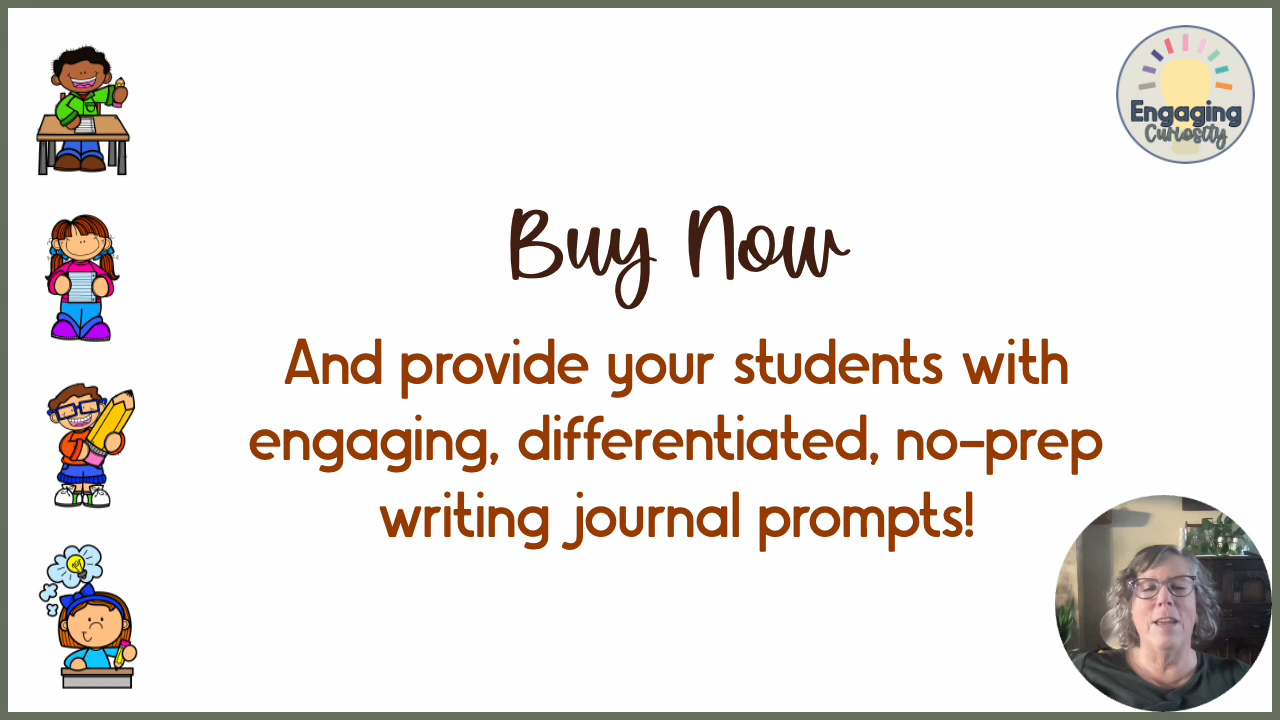 Engaging
Curiosity
Buy Now
And provide your students with
engaging, differentiated, no-prep
writing journal prompts!